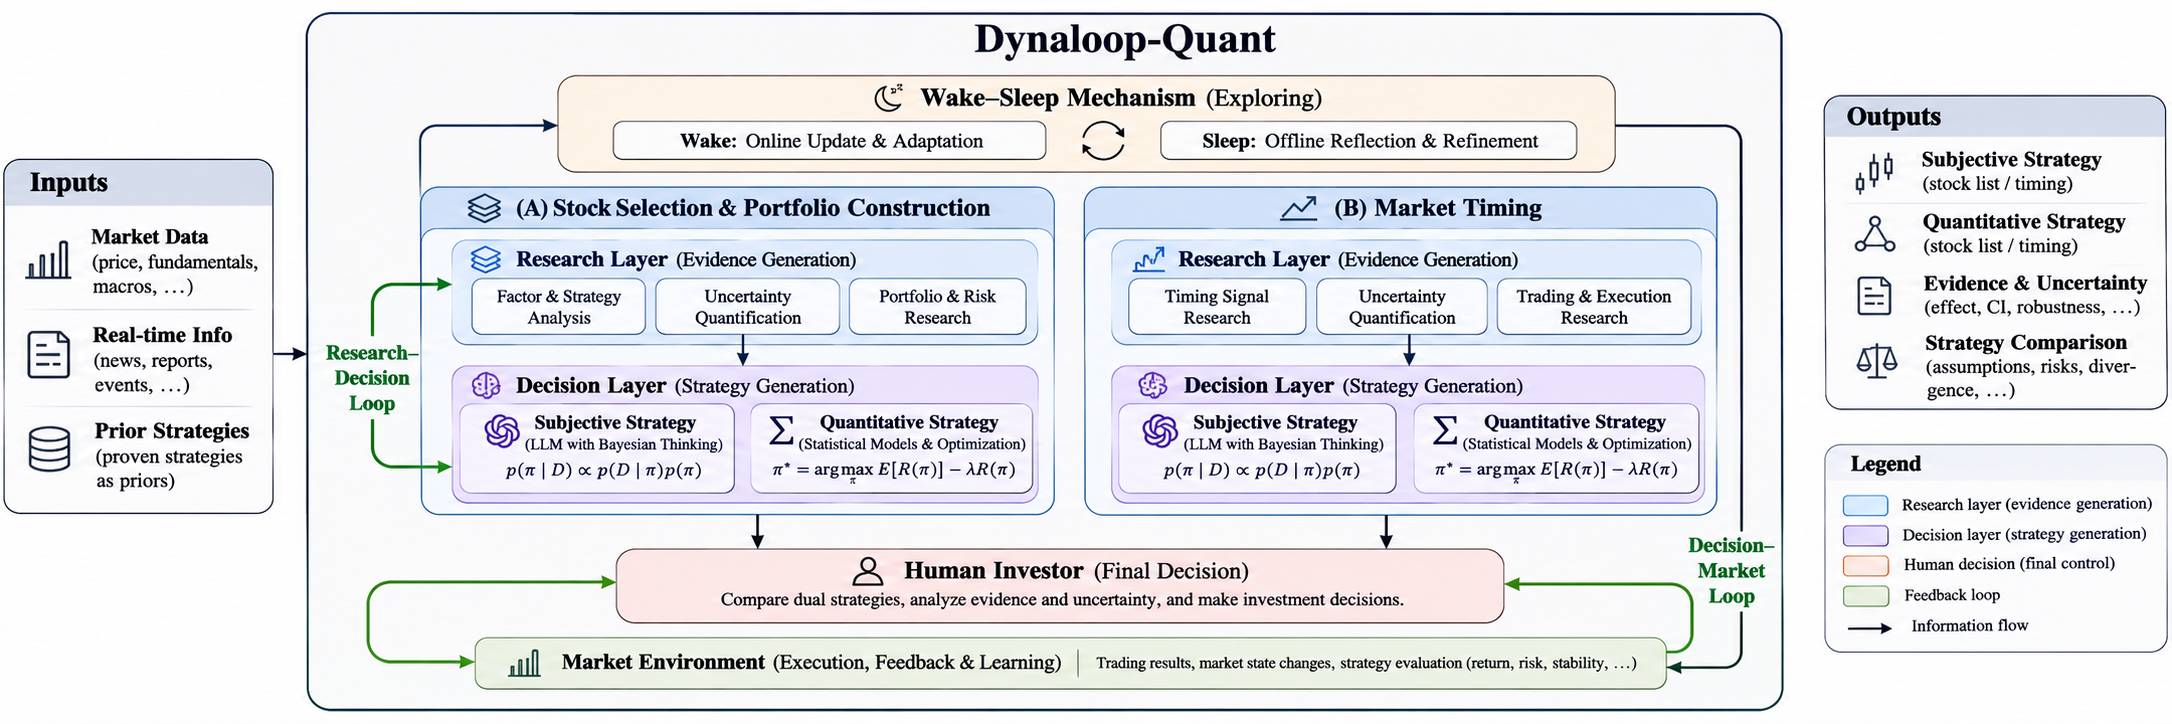 Dynaloop-Quant
Inputs
Market Data
(price, fundamentals,
macros, …)
Real-time Info
(news, reports,
events, …)
Prior Strategies
(proven strategies
as priors)
Wake–Sleep Mechanism (Exploring)
Wake: Online Update & Adaptation
Sleep: Offline Reflection & Refinement
Research–
Decision
Loop
(A) Stock Selection & Portfolio Construction
Research Layer (Evidence Generation)
Factor & Strategy
Analysis
Uncertainty
Quantification
Portfolio & Risk
Research
Decision Layer (Strategy Generation)
Subjective Strategy
(LLM with Bayesian Thinking)
p(π | D) ∝ p(D | π)p(π)
Quantitative Strategy
(Statistical Models & Optimization)
π* = arg max E[R(π)] − λR(π)
π
(B) Market Timing
Research Layer (Evidence Generation)
Timing Signal
Research
Uncertainty
Quantification
Trading & Execution
Research
Decision Layer (Strategy Generation)
Subjective Strategy
(LLM with Bayesian Thinking)
p(π | D) ∝ p(D | π)p(π)
Σ
Quantitative Strategy
(Statistical Models & Optimization)
π* = arg max E[R(π)] − λR(π)
π
Human Investor (Final Decision)
Compare dual strategies, analyze evidence and uncertainty, and make investment decisions.
Decision–
Market
Loop
Market Environment (Execution, Feedback & Learning)
Trading results, market state changes, strategy evaluation (return, risk, stability, …)
Outputs
Subjective Strategy
(stock list / timing)
Quantitative Strategy
(stock list / timing)
Evidence & Uncertainty
(effect, CI, robustness, …)
Strategy Comparison
(assumptions, risks, diver-
gence, …)
Legend
Research layer (evidence generation)
Decision layer (strategy generation)
Human decision (final control)
Feedback loop
Information flow